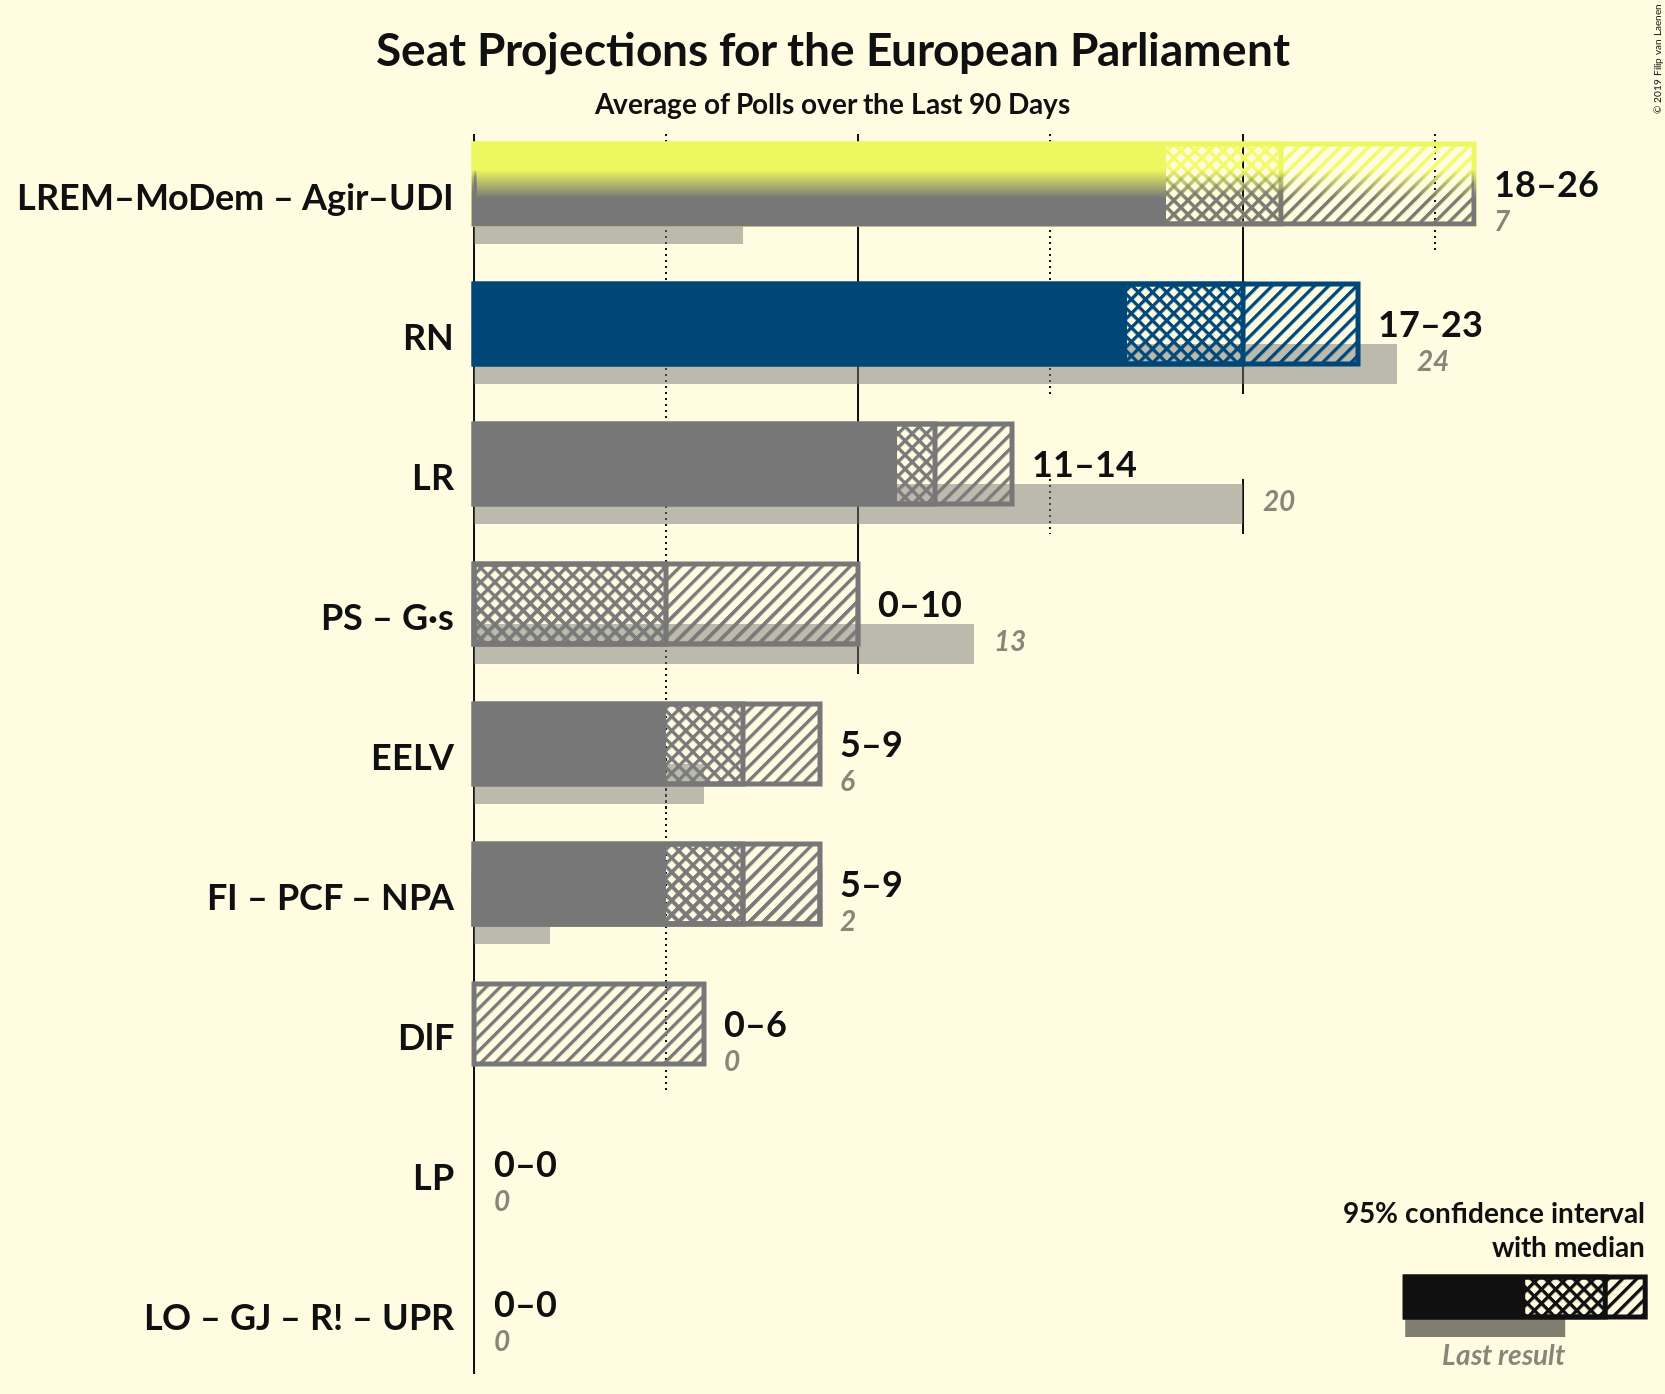 Seat Projections for the European Parliament
Average of Polls over the Last 90 Days
© 2019 Filip van Laenen
LREM–MoDem – Agir–UDI
18–26
7
RN
17–23
24
LR
11–14
20
PS – G·s
0–10
13
EELV
5–9
6
FI – PCF – NPA
5–9
2
DlF
0–6
0
LP
0–0
0
LO – GJ – R! – UPR
0–0
0
95% confidence interval
with median
Last result